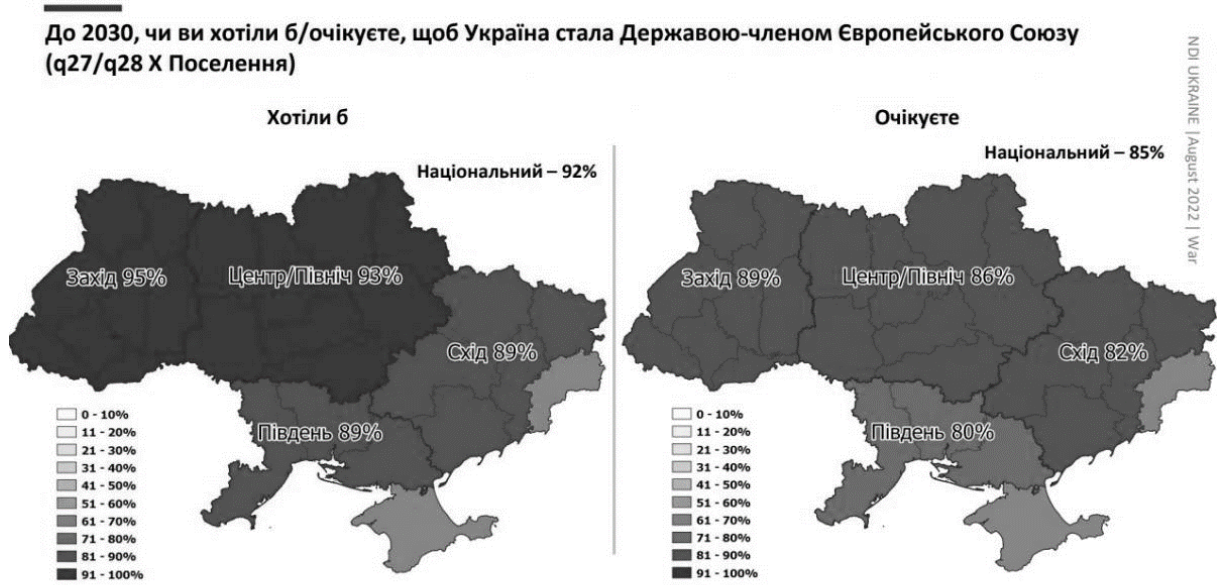 До 2030, чи ви хотіли б/очікуєте, щоб Україна стала Державою-членом Європейського Союзу
(q27/q28 X Поселення)
NDI UKRAINE |August 2022 | War
Хотіли б
Національний – 92%
Захід 95%
Центр/Північ 93%
Схід 89%
Південь 89%
0 - 10%
11 - 20%
21 - 30%
31 - 40%
41 - 50%
51 - 60%
61 - 70%
71 - 80%
81 - 90%
91 - 100%
Очікуєте
Національний – 85%
Захід 89%
Центр/Північ 86%
Схід 82%
Південь 80%
0 - 10%
11 - 20%
21 - 30%
31 - 40%
41 - 50%
51 - 60%
61 - 70%
71 - 80%
81 - 90%
91 - 100%